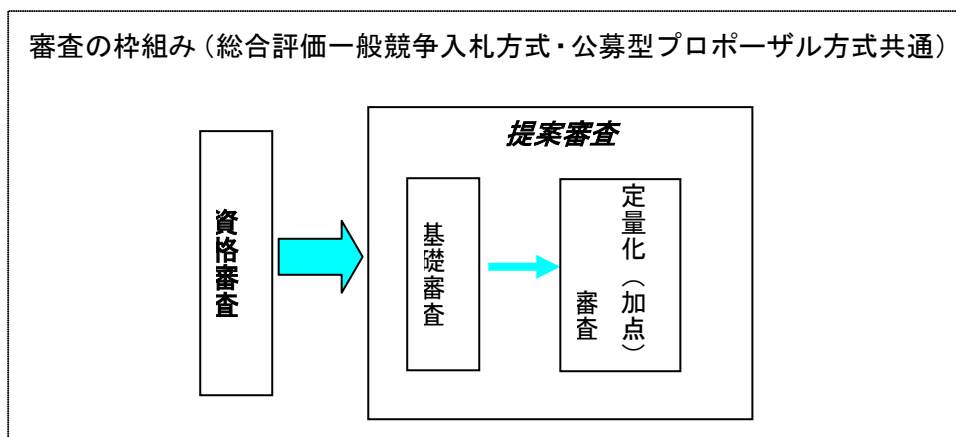 審査の枠組み（総合評価一般競争入札方式・公募型プロポーザル方式共通）
提案審査
資格審査
基礎審査
定量化（加点）
審査